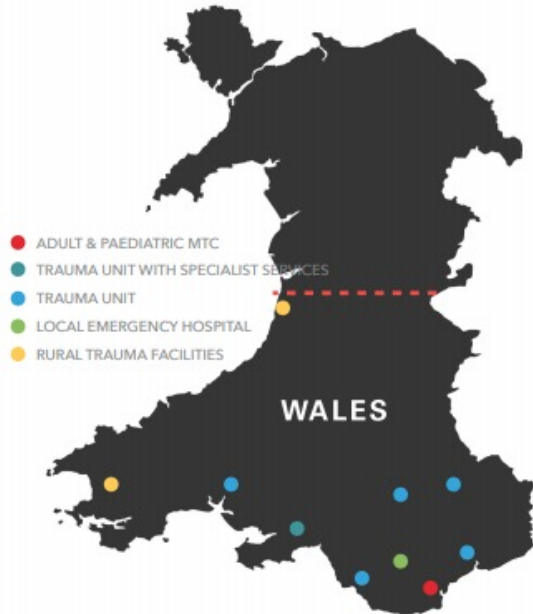 ADULT & PAEDIATRIC MTC
TRAUMA UNIT WITH SPECIALIST SERVICES
TRAUMA UNIT
LOCAL EMERGENCY HOSPITAL
RURAL TRAUMA FACILITIES
WALES